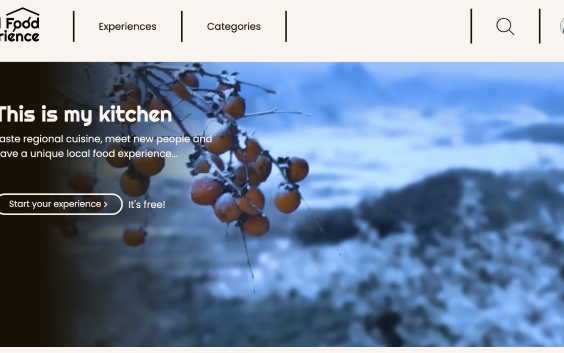 Food
Experiences
Categories
This is my kitchen
aste regional cuisine, meet new people and
ave a unique local food experience...
Start your experience >
It's free!